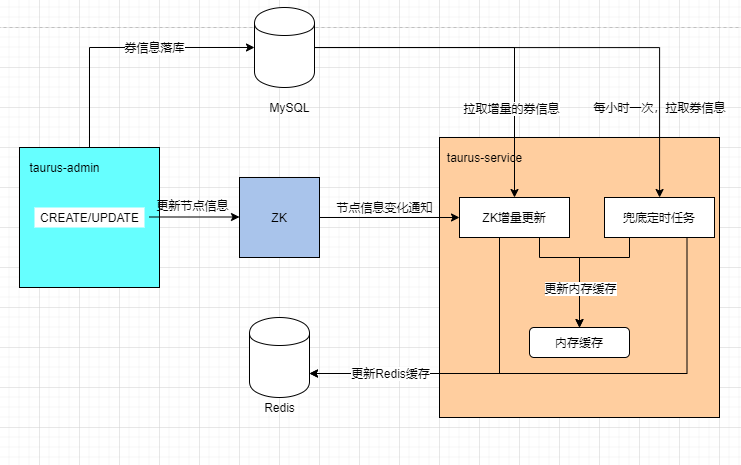 券信息落库
MySQL
拉取增量的券信息
每小时一次，拉取券信息
taurus-admin
taurus-service
CREATE/UPDATE
更新节点信息
ZK
节点信息变化通知
ZK增量更新
兜底定时任务
更新内存缓存
内存缓存
更新Redis缓存
Redis